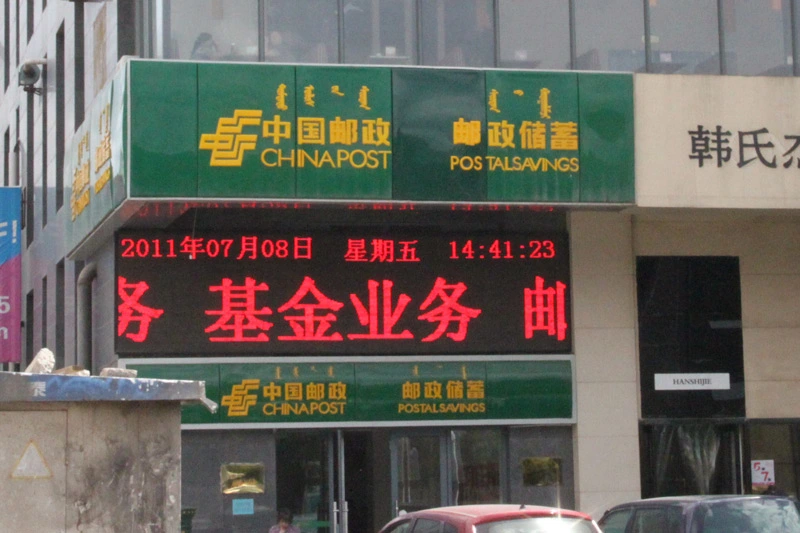 中国邮政 邮政储蓄
CHINAPOST POSTALSAVINGS
韩氏杰
2011年07月08日 星期五 14:41:23
务 基金业务 邮
中国邮政 邮政储蓄
CHINAPOST POSTALSAVINGS
HANSHIJIE